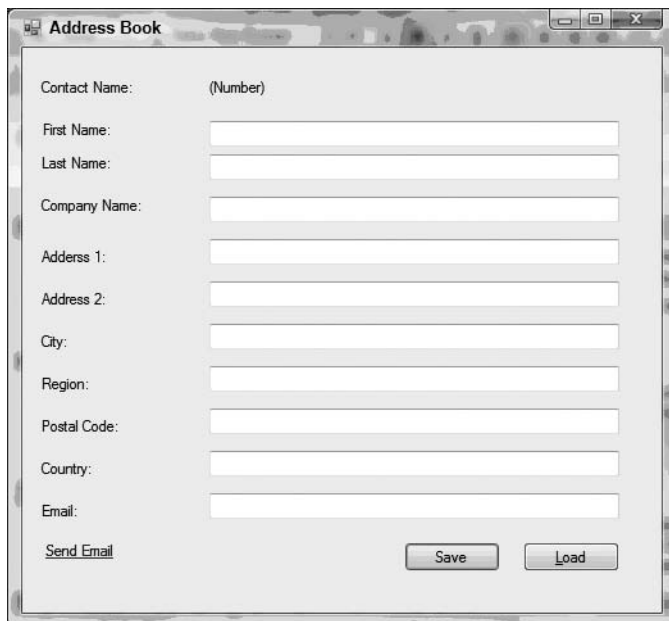 Address Book
Contact Name: (Number)
First Name:
Last Name:
Company Name:
Adderss 1:
Address 2:
City:
Region:
Postal Code:
Country:
Email:
Send Email Save Load